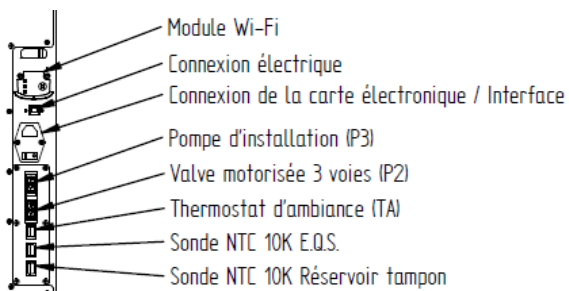 Module Wi-Fi
Connexion électrique
Connexion de la carte électronique / Interface
Pompe d'installation (P3)
Valve motorisée 3 voies (P2)
Thermostat d'ambiance (TA)
Sonde NTC 10K E.Q.S.
Sonde NTC 10K Réservoir tampon